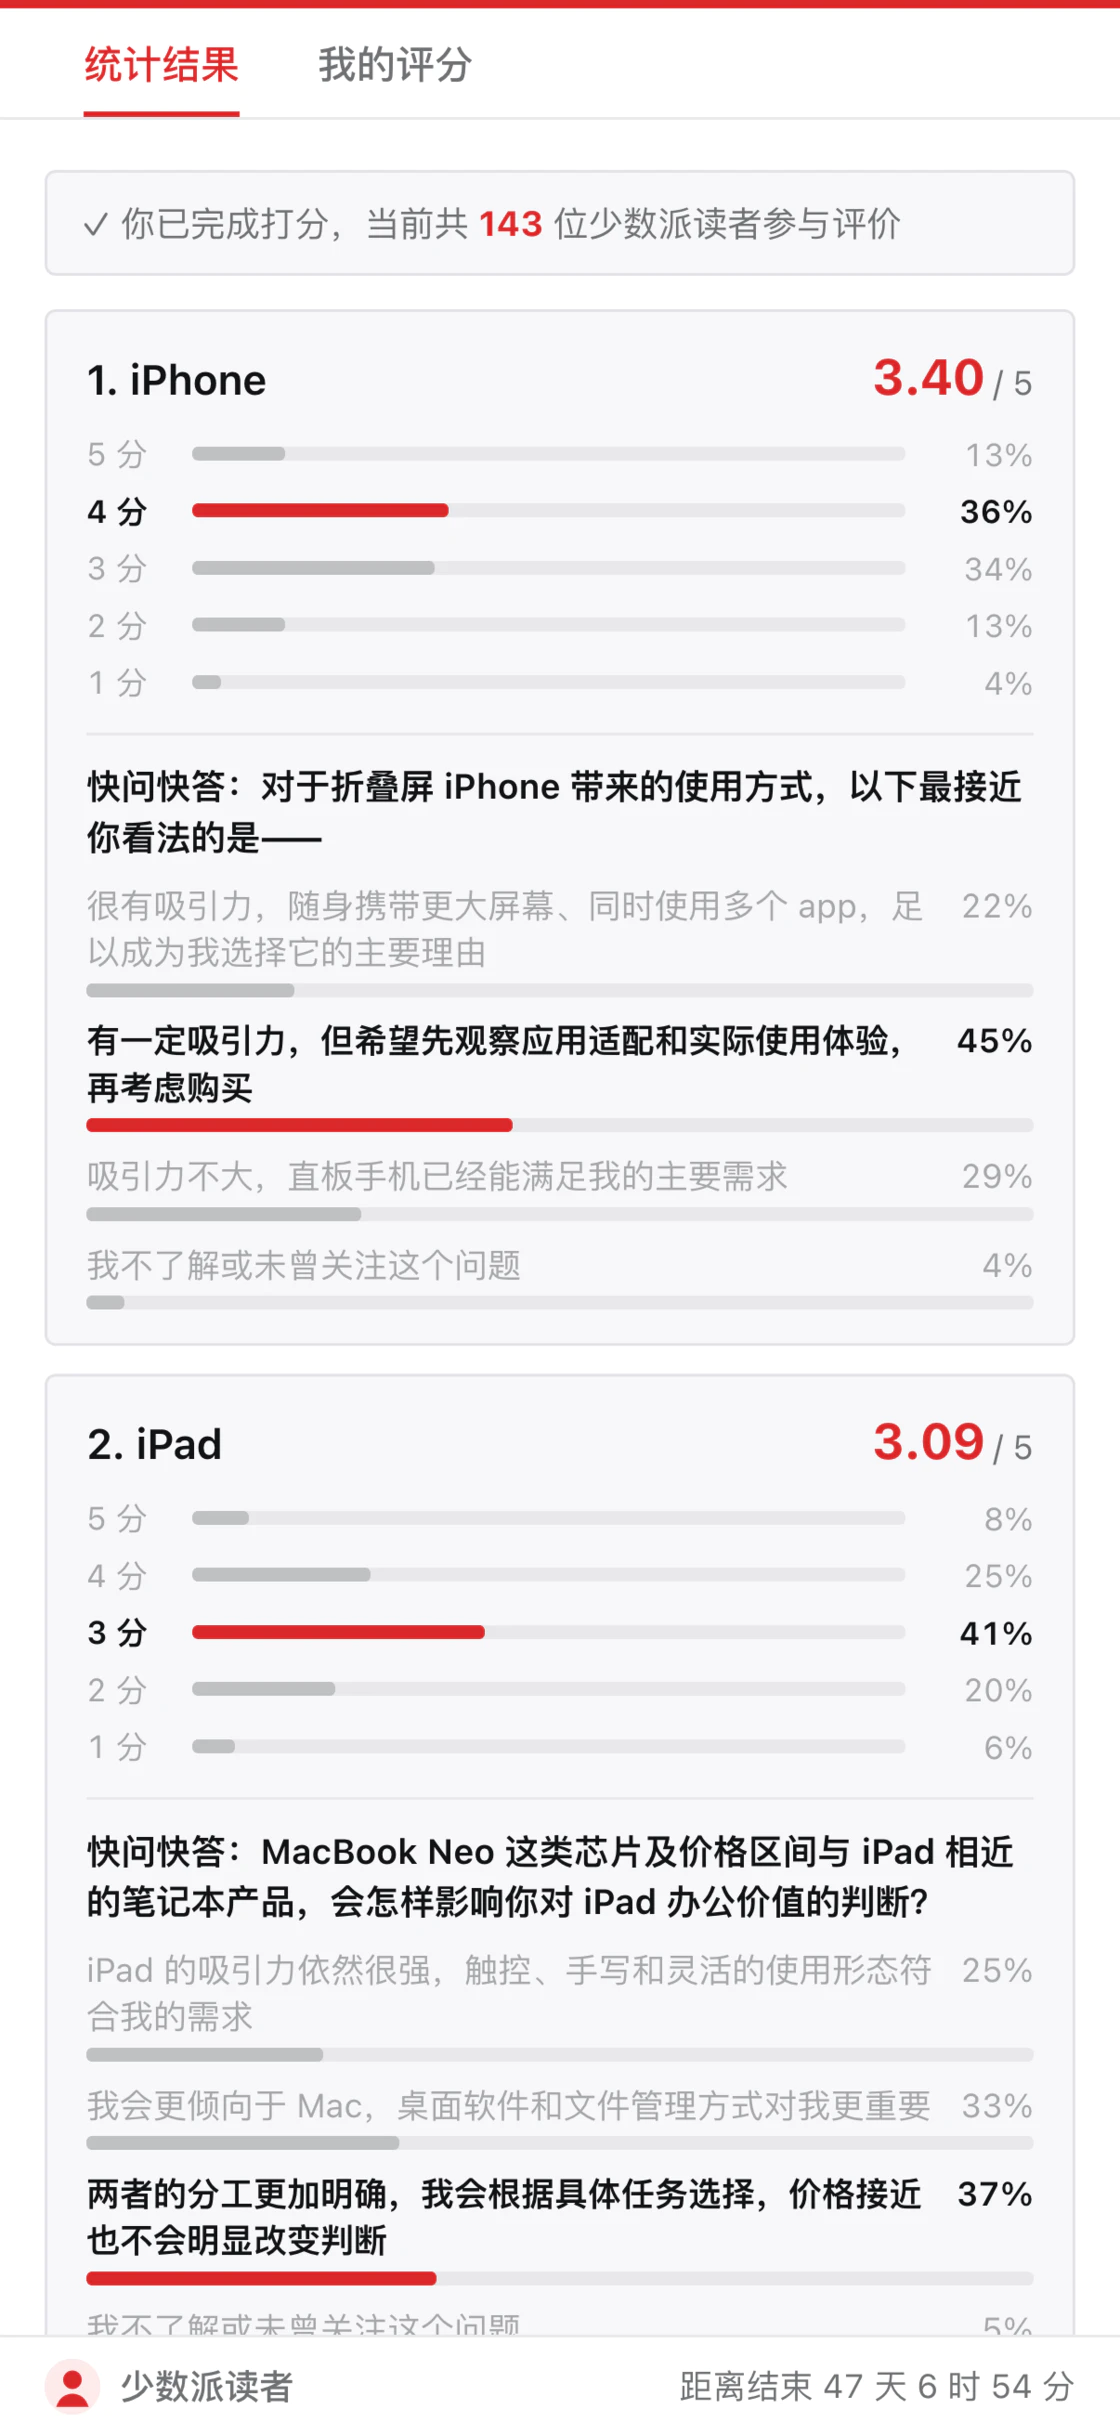 统计结果
我的评分
✓ 你已完成打分，当前共 143 位少数派读者参与评价
1. iPhone
3.40 / 5
5 分 13%
4 分 36%
3 分 34%
2 分 13%
1 分 4%
快问快答：对于折叠屏 iPhone 带来的使用方式，以下最接近
你看法的是——
很有吸引力，随身携带更大屏幕、同时使用多个 app，足 22%
以成为我选择它的主要理由
有一定吸引力，但希望先观察应用适配和实际使用体验， 45%
再考虑购买
吸引力不大，直板手机已经能满足我的主要需求 29%
我不了解或未曾关注这个问题 4%
2. iPad
3.09 / 5
5 分 8%
4 分 25%
3 分 41%
2 分 20%
1 分 6%
快问快答：MacBook Neo 这类芯片及价格区间与 iPad 相近
的笔记本产品，会怎样影响你对 iPad 办公价值的判断？
iPad 的吸引力依然很强，触控、手写和灵活的使用形态符 25%
合我的需求
我会更倾向于 Mac，桌面软件和文件管理方式对我更重要 33%
两者的分工更加明确，我会根据具体任务选择，价格接近 37%
也不会明显改变判断
我不了解或未曾关注这个问题 5%
少数派读者
距离结束 47 天 6 时 54 分